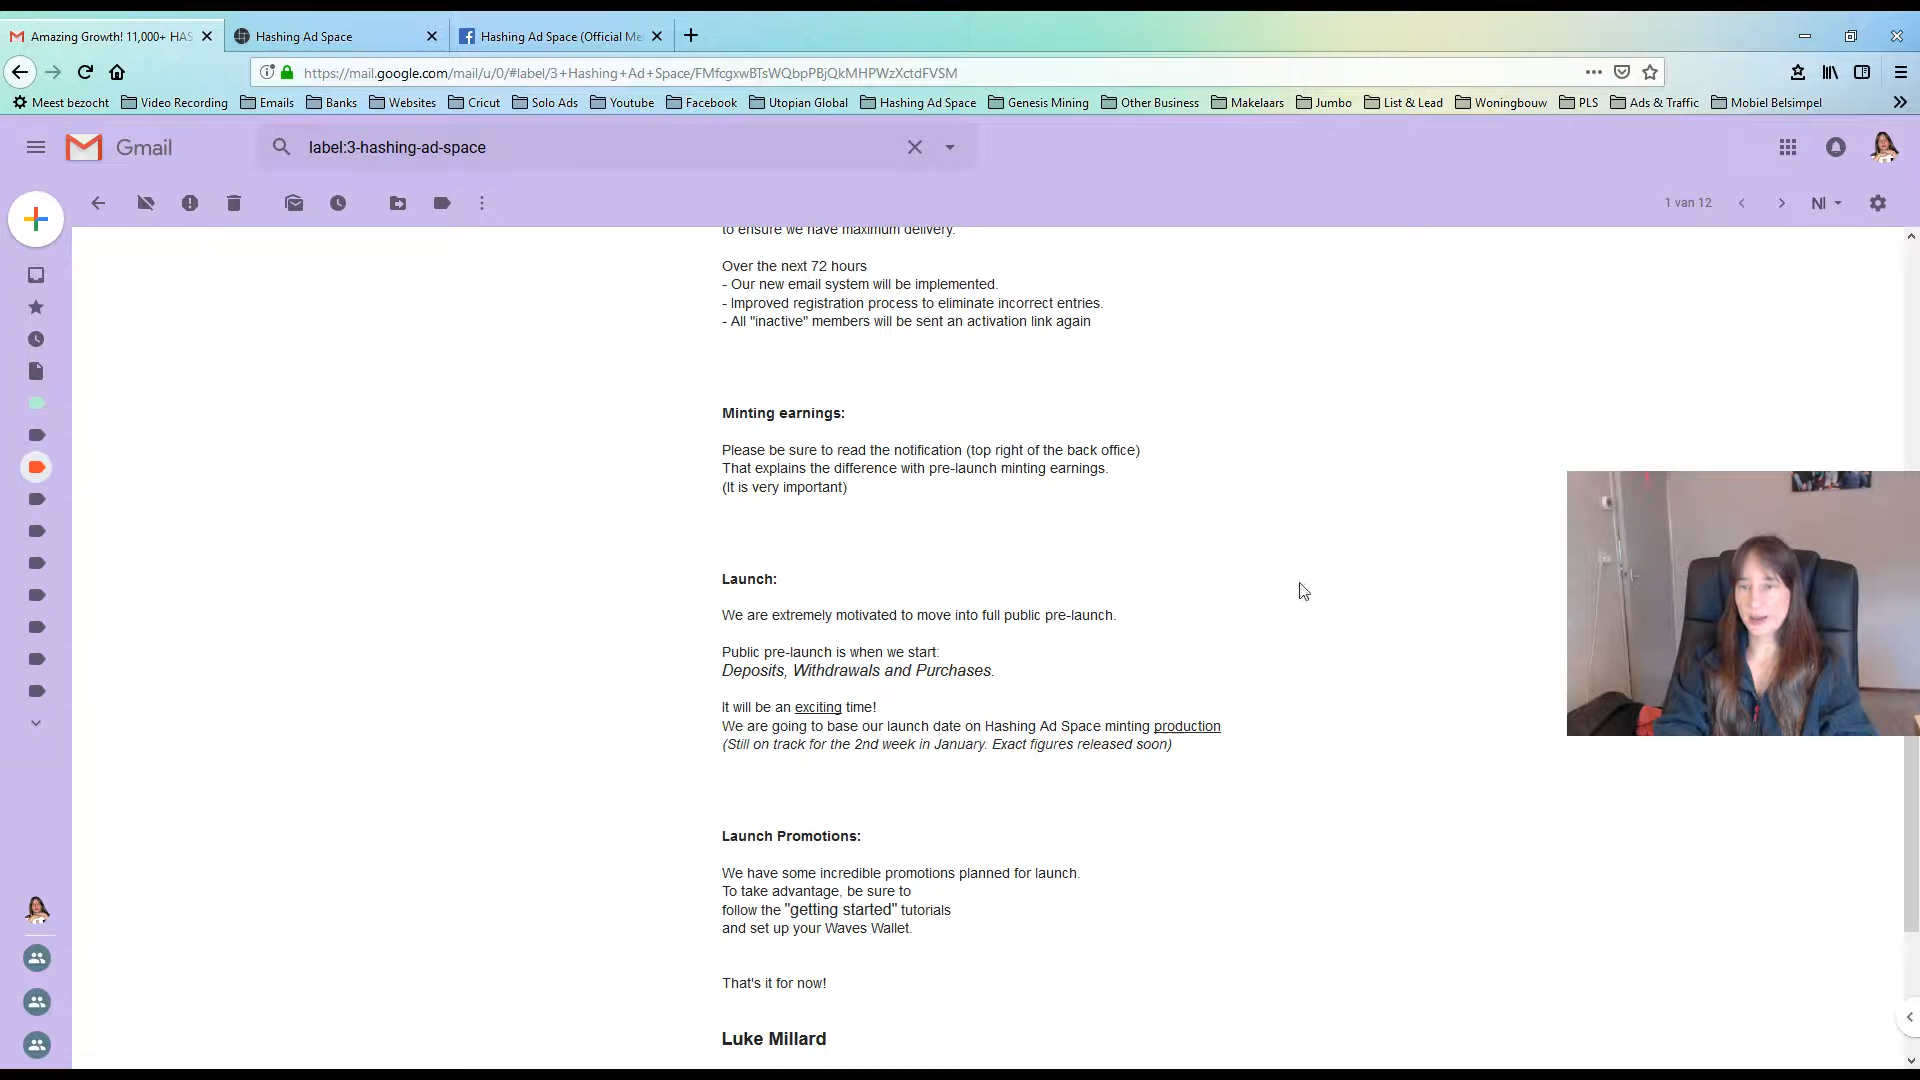 Amazing Growth! 11,000+ HAS
Hashing Ad Space
Hashing Ad Space (Official Me
https://mail.google.com/mail/u/0/#label/3+Hashing+Ad+Space/FMfcgxwBTsWQbpPBjQkMHPWzXctdFVSM
Meest bezocht
Video Recording
Emails
Banks
Websites
Cricut
Solo Ads
Youtube
Facebook
Utopian Global
Hashing Ad Space
Genesis Mining
Other Business
Makelaars
Jumbo
List & Lead
Woningbouw
PLS
Ads & Traffic
Mobiel Belsimpel
Gmail
label:3-hashing-ad-space
1 van 12
Nl
to ensure we have maximum delivery.
Over the next 72 hours
- Our new email system will be implemented.
- Improved registration process to eliminate incorrect entries.
- All "inactive" members will be sent an activation link again
Minting earnings:
Please be sure to read the notification (top right of the back office)
That explains the difference with pre-launch minting earnings.
(It is very important)
Launch:
We are extremely motivated to move into full public pre-launch.
Public pre-launch is when we start:
Deposits, Withdrawals and Purchases.
It will be an exciting time!
We are going to base our launch date on Hashing Ad Space minting production
(Still on track for the 2nd week in January. Exact figures released soon)
Launch Promotions:
We have some incredible promotions planned for launch.
To take advantage, be sure to
follow the "getting started" tutorials
and set up your Waves Wallet.
That's it for now!
Luke Millard